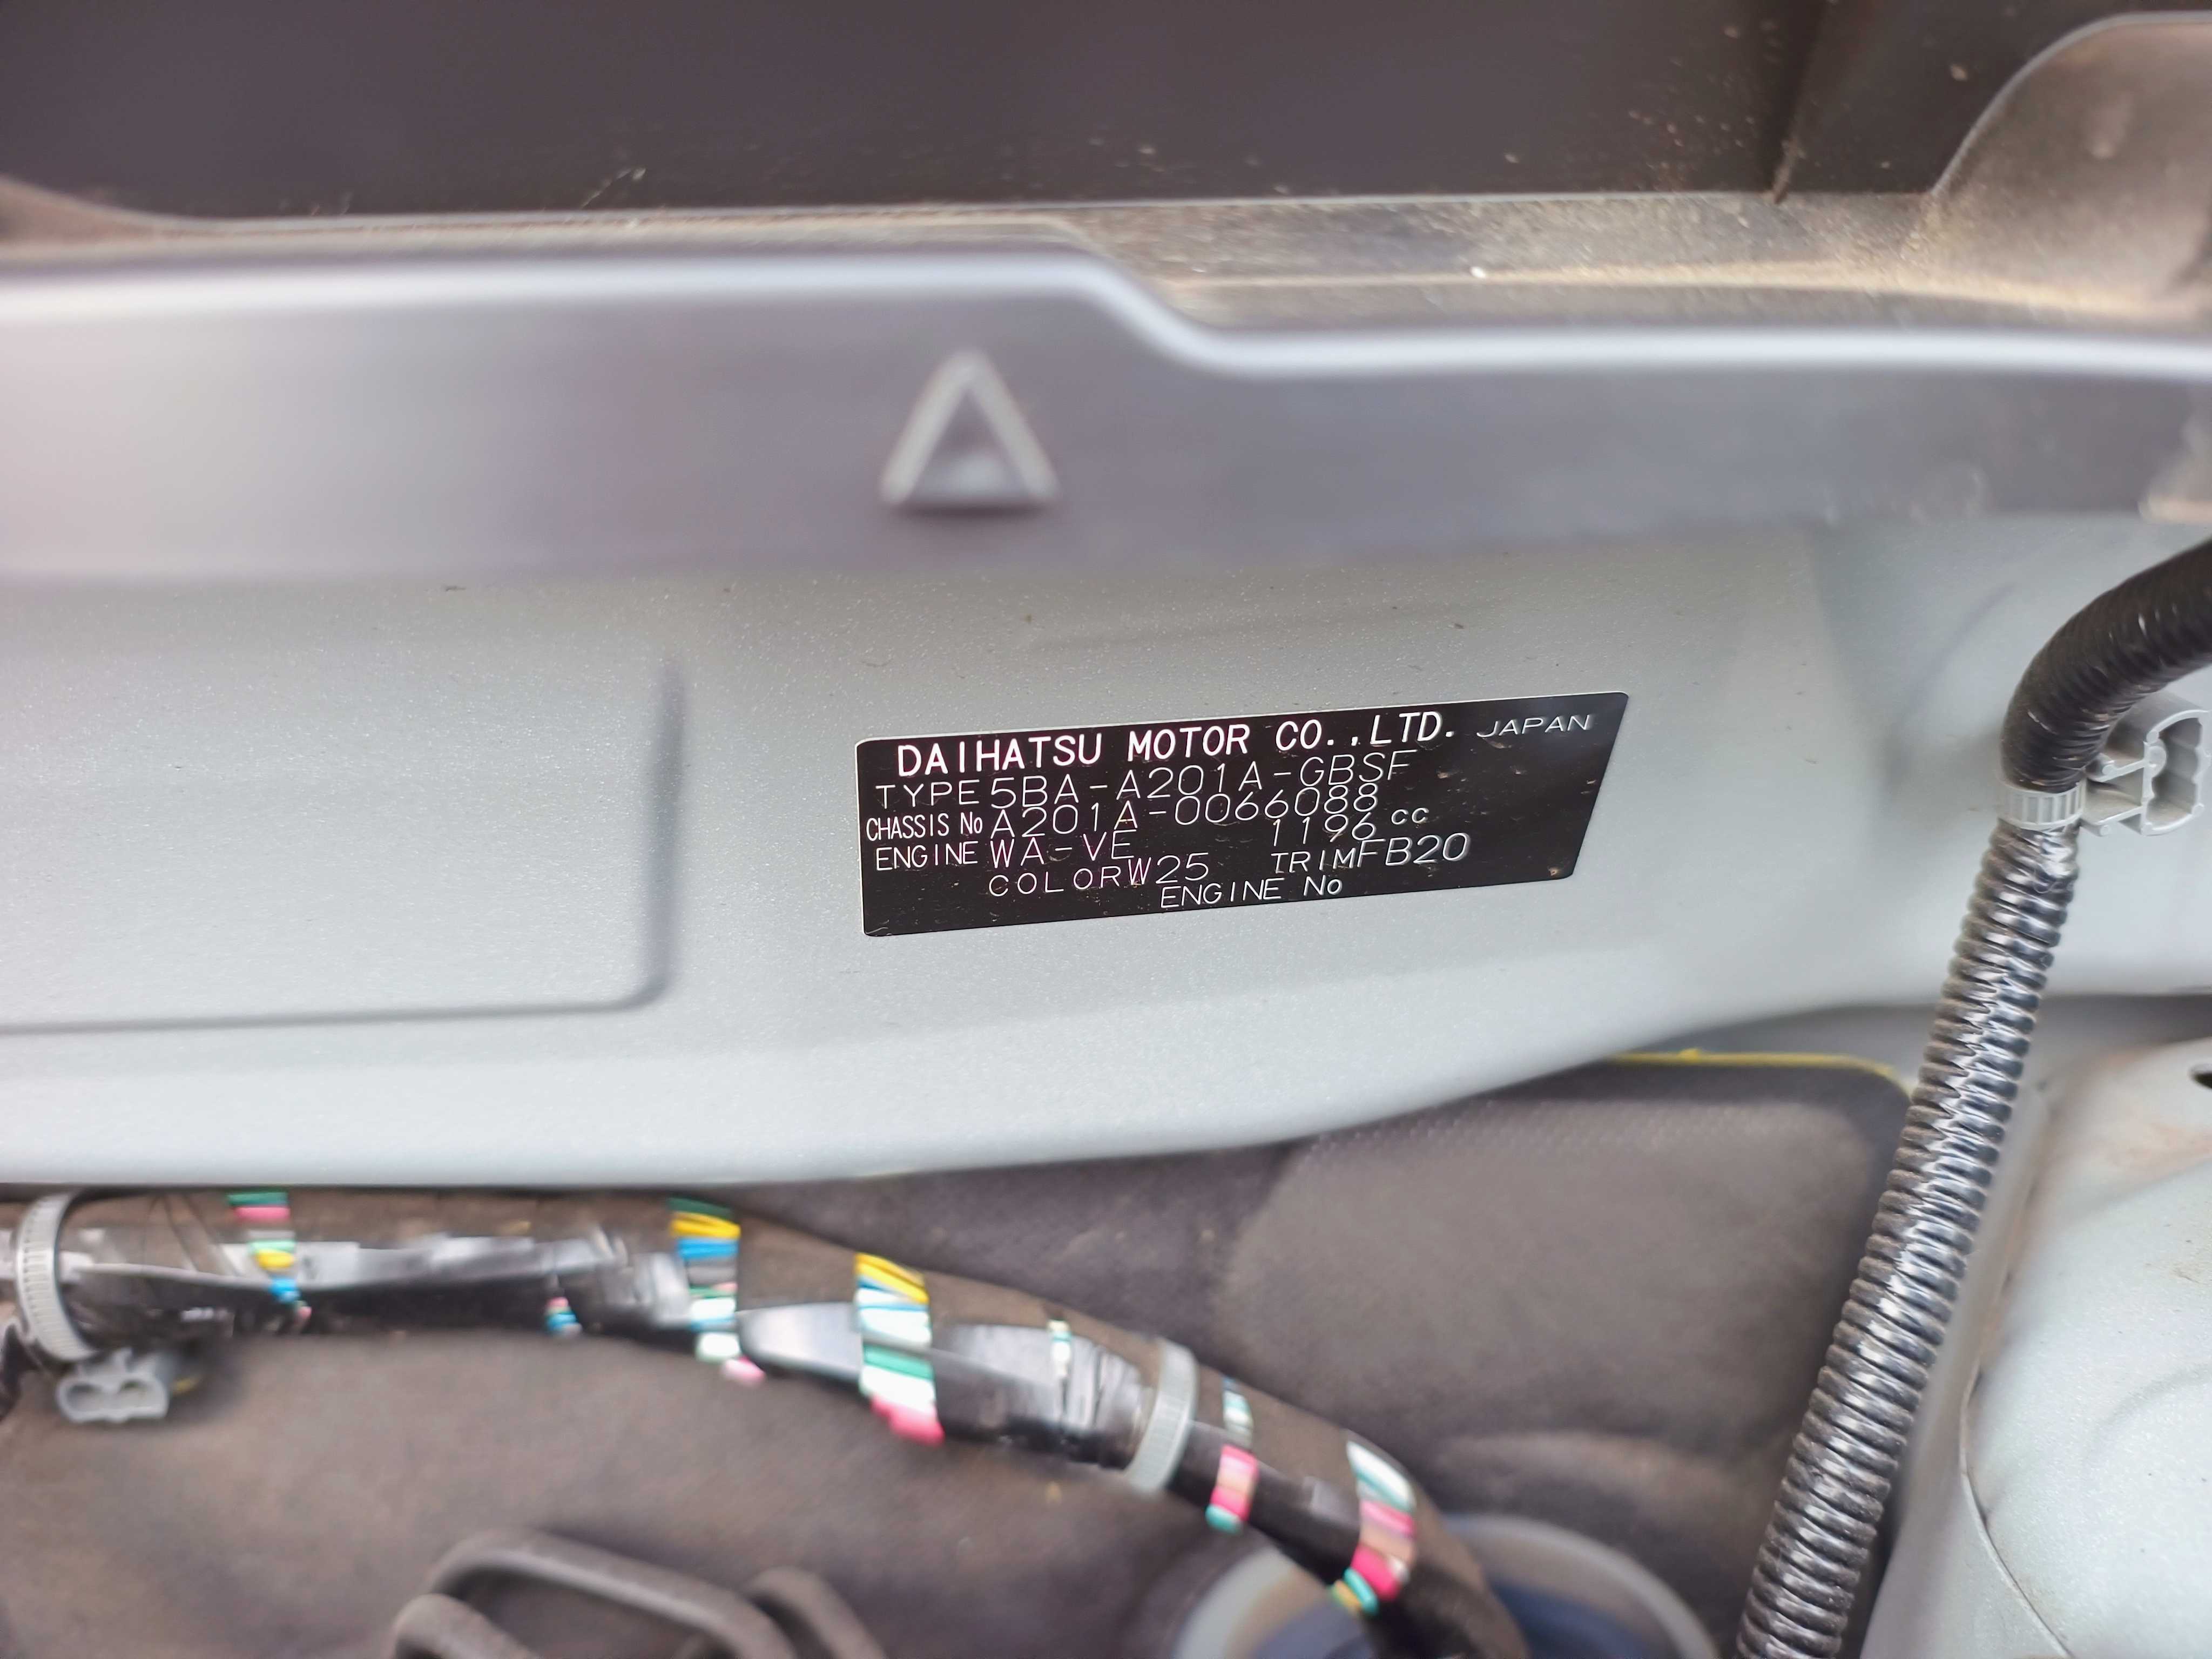 DAIHATSU MOTOR CO.,LTD. JAPAN
TYPE 5BA-A201A-GBSF
CHASSIS No A201A-0066088
ENGINE WA-VE 1196 cc
COLOR W25 TRIM FB20
ENGINE No